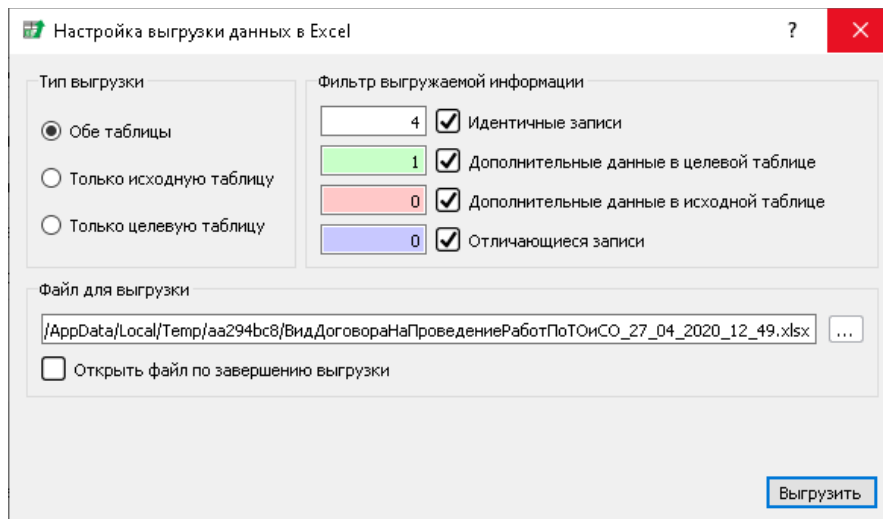 Настройка выгрузки данных в Excel
?
Тип выгрузки
Обе таблицы
Только исходную таблицу
Только целевую таблицу
Фильтр выгружаемой информации
4 Идентичные записи
1 Дополнительные данные в целевой таблице
0 Дополнительные данные в исходной таблице
0 Отличающиеся записи
Файл для выгрузки
/AppData/Local/Temp/aa294bc8/ВидДоговораНаПроведениеРаботПоТОиСО_27_04_2020_12_49.xlsx ...
Открыть файл по завершению выгрузки
Выгрузить